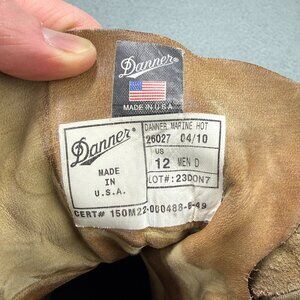 Danner
MADE IN U.S.A.
Danner
MADE
IN
U.S.A.
DANNER MARINE HOT
26027 04/10
US
12 MEN D
LOT#: 23DON7
CERT# 150M22-000488-9-49